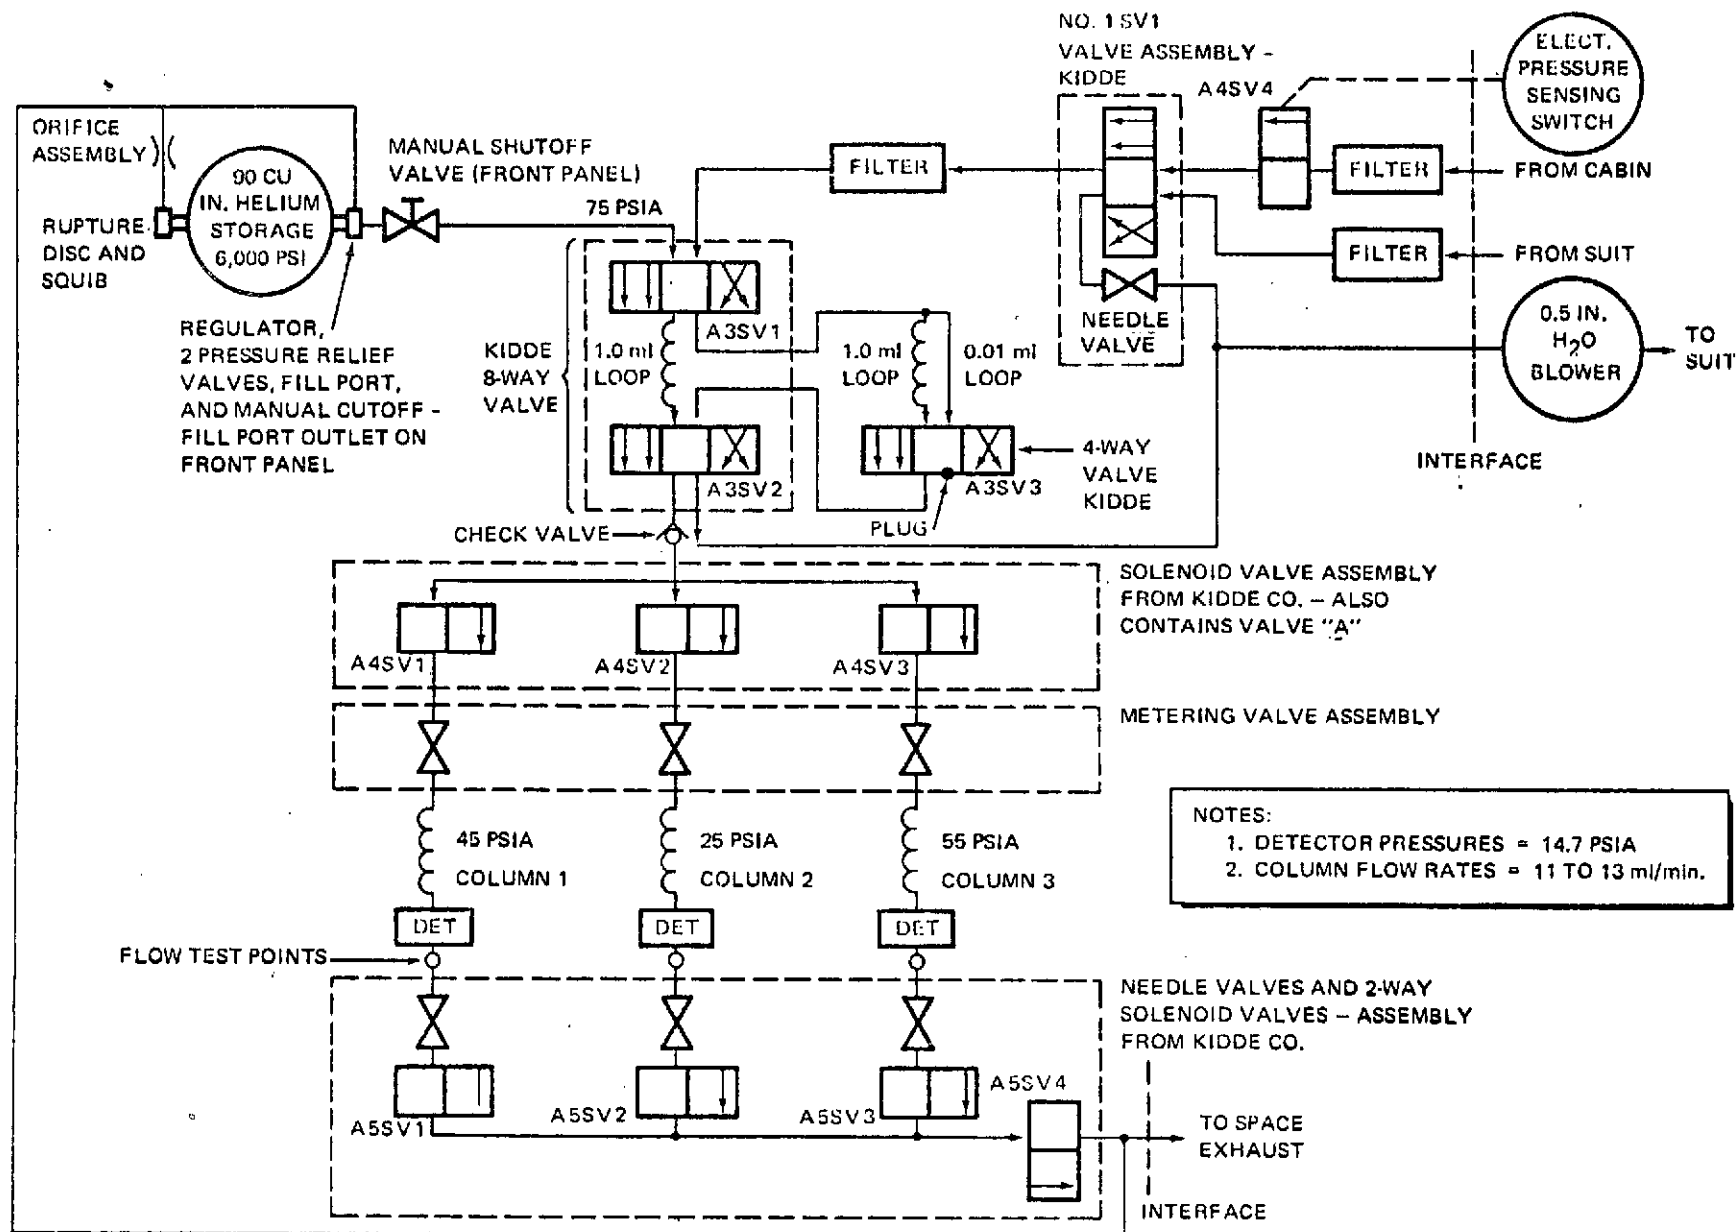 NO. 1 SV1
VALVE ASSEMBLY -
KIDDE
A4SV4
ELECT.
PRESSURE
SENSING
SWITCH
ORIFICE
ASSEMBLY
MANUAL SHUTOFF
VALVE (FRONT PANEL)
90 CU
IN. HELIUM
STORAGE
6,000 PSI
75 PSIA
FILTER
FILTER
FROM CABIN
RUPTURE
DISC AND
SQUIB
FILTER
FROM SUIT
REGULATOR,
2 PRESSURE RELIEF
VALVES, FILL PORT,
AND MANUAL CUTOFF -
FILL PORT OUTLET ON
FRONT PANEL
KIDDE
8-WAY
VALVE
A3SV1
1.0 ml
LOOP
1.0 ml
LOOP
0.01 ml
LOOP
NEEDLE
VALVE
0.5 IN.
H2O
BLOWER
TO
SUIT
A3SV2
A3SV3
4-WAY
VALVE
KIDDE
INTERFACE
PLUG
CHECK VALVE
SOLENOID VALVE ASSEMBLY
FROM KIDDE CO. – ALSO
CONTAINS VALVE "A"
A4SV1
A4SV2
A4SV3
METERING VALVE ASSEMBLY
45 PSIA
COLUMN 1
25 PSIA
COLUMN 2
55 PSIA
COLUMN 3
NOTES:
1. DETECTOR PRESSURES = 14.7 PSIA
2. COLUMN FLOW RATES = 11 TO 13 ml/min.
DET
DET
DET
FLOW TEST POINTS
NEEDLE VALVES AND 2-WAY
SOLENOID VALVES – ASSEMBLY
FROM KIDDE CO.
A5SV1
A5SV2
A5SV3
A5SV4
TO SPACE
EXHAUST
INTERFACE